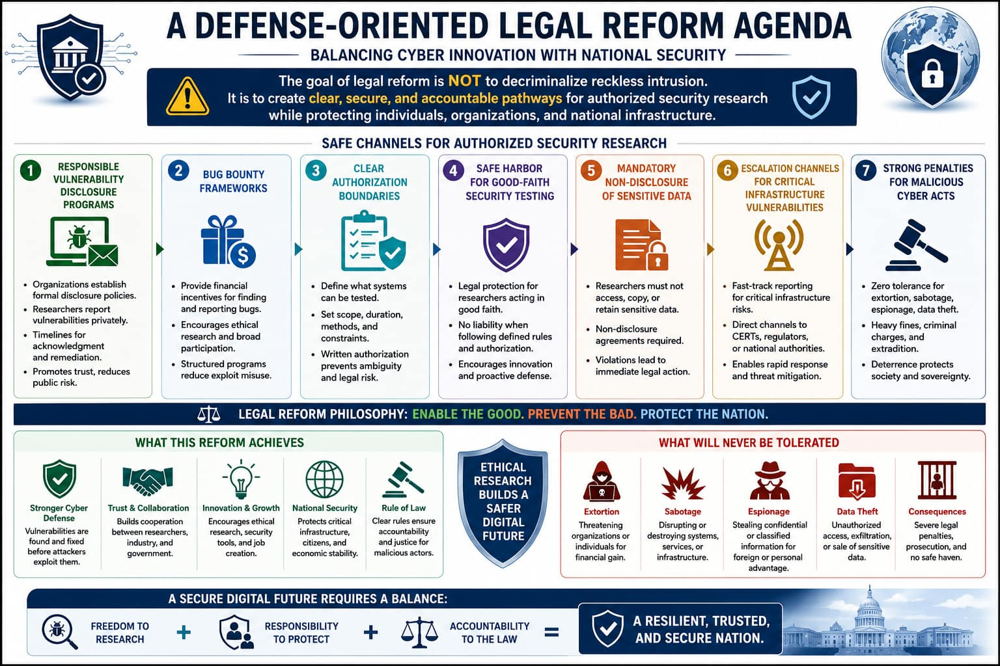 A DEFENSE-ORIENTED LEGAL REFORM AGENDA
BALANCING CYBER INNOVATION WITH NATIONAL SECURITY
The goal of legal reform is NOT to decriminalize reckless intrusion.
It is to create clear, secure, and accountable pathways for authorized security research
while protecting individuals, organizations, and national infrastructure.
SAFE CHANNELS FOR AUTHORIZED SECURITY RESEARCH
1
RESPONSIBLE
VULNERABILITY
DISCLOSURE
PROGRAMS
• Organizations establish
formal disclosure policies.
• Researchers report
vulnerabilities privately.
• Timelines for
acknowledgment
and remediation.
• Promotes trust, reduces
public risk.
2
BUG BOUNTY
FRAMEWORKS
$
• Provide financial
incentives for finding
and reporting bugs.
• Encourages ethical
research and broad
participation.
• Structured programs
reduce exploit misuse.
3
CLEAR
AUTHORIZATION
BOUNDARIES
• Define what systems
can be tested.
• Set scope, duration,
methods, and
constraints.
• Written authorization
prevents ambiguity
and legal risk.
4
SAFE HARBOR
FOR GOOD-FAITH
SECURITY TESTING
• Legal protection for
researchers acting in
good faith.
• No liability when
following defined rules
and authorization.
• Encourages innovation
and proactive defense.
5
MANDATORY
NON-DISCLOSURE
OF SENSITIVE DATA
• Researchers must not
access, copy, or
retain sensitive data.
• Non-disclosure
agreements required.
• Violations lead to
immediate legal action.
6
ESCALATION CHANNELS
FOR CRITICAL
INFRASTRUCTURE
VULNERABILITIES
• Fast-track reporting
for critical infrastructure
risks.
• Direct channels to
CERTs, regulators,
or national authorities.
• Enables rapid response
and threat mitigation.
7
STRONG PENALTIES
FOR MALICIOUS
CYBER ACTS
• Zero tolerance for
extortion, sabotage,
espionage, data theft.
• Heavy fines, criminal
charges, and
extradition.
• Deterrence protects
society and sovereignty.
LEGAL REFORM PHILOSOPHY: ENABLE THE GOOD. PREVENT THE BAD. PROTECT THE NATION.
WHAT THIS REFORM ACHIEVES
Stronger Cyber
Defense
Vulnerabilities are
found and fixed
before attackers
exploit them.
Trust & Collaboration
Builds cooperation
between researchers,
industry, and
government.
Innovation & Growth
Encourages ethical
research, security
tools, and job
creation.
National Security
Protects critical
infrastructure,
citizens, and
economic stability.
Rule of Law
Clear rules ensure
accountability
and justice for
malicious actors.
ETHICAL
RESEARCH
BUILDS A
SAFER
DIGITAL
FUTURE
WHAT WILL NEVER BE TOLERATED
Extortion
Threatening
organizations or
individuals for
financial gain.
Sabotage
Disrupting or
destroying systems,
services, or
infrastructure.
Espionage
Stealing confidential
or classified
information for
foreign or personal
advantage.
Data Theft
Unauthorized
access, exfiltration,
or sale of sensitive
data.
Consequences
Severe legal
penalties,
prosecution, and
no safe haven.
A SECURE DIGITAL FUTURE REQUIRES A BALANCE:
FREEDOM TO
RESEARCH
+
RESPONSIBILITY
TO PROTECT
+
ACCOUNTABILITY
TO THE LAW
=
A RESILIENT, TRUSTED,
AND SECURE NATION.